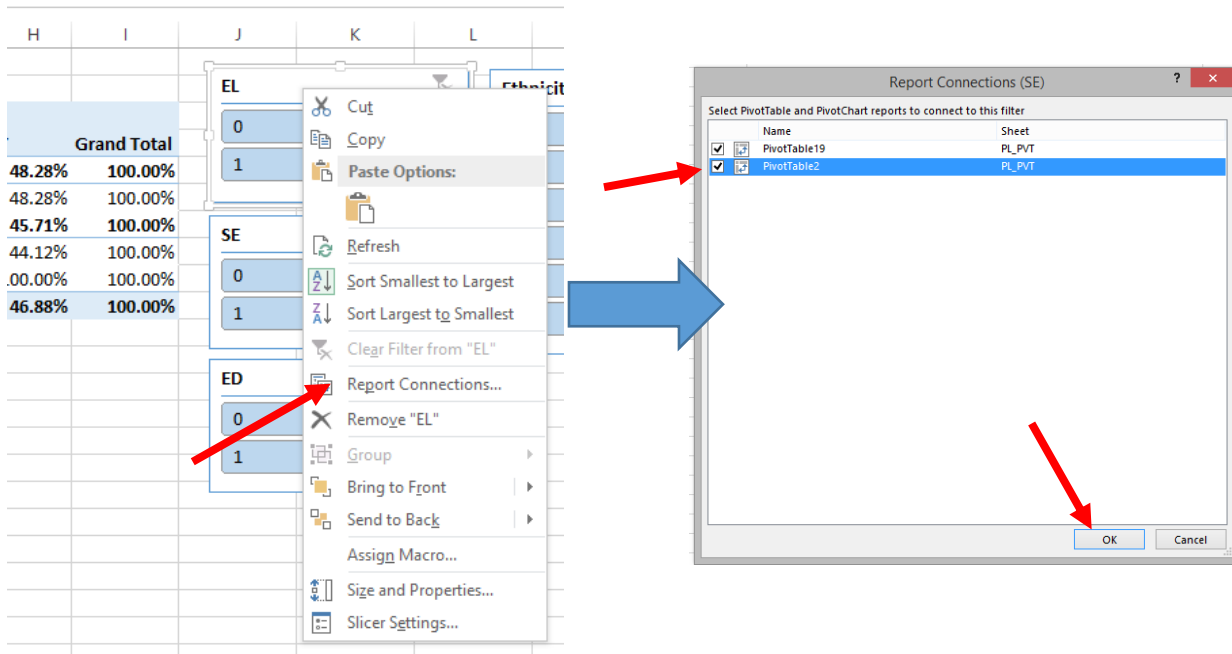 H I J K L
EL
Grand Total
48.28% 100.00%
48.28% 100.00%
45.71% 100.00%
44.12% 100.00%
.00.00% 100.00%
46.88% 100.00%
0
1
SE
0
1
ED
0
1
Cut
Copy
Paste Options:
Refresh
Sort Smallest to Largest
Sort Largest to Smallest
Clear Filter from "EL"
Report Connections...
Remove "EL"
Group
Bring to Front
Send to Back
Assign Macro...
Size and Properties...
Slicer Settings...
Report Connections (SE) ?
Select PivotTable and PivotChart reports to connect to this filter
Name Sheet
PivotTable19 PL_PVT
PivotTable2 PL_PVT
OK Cancel